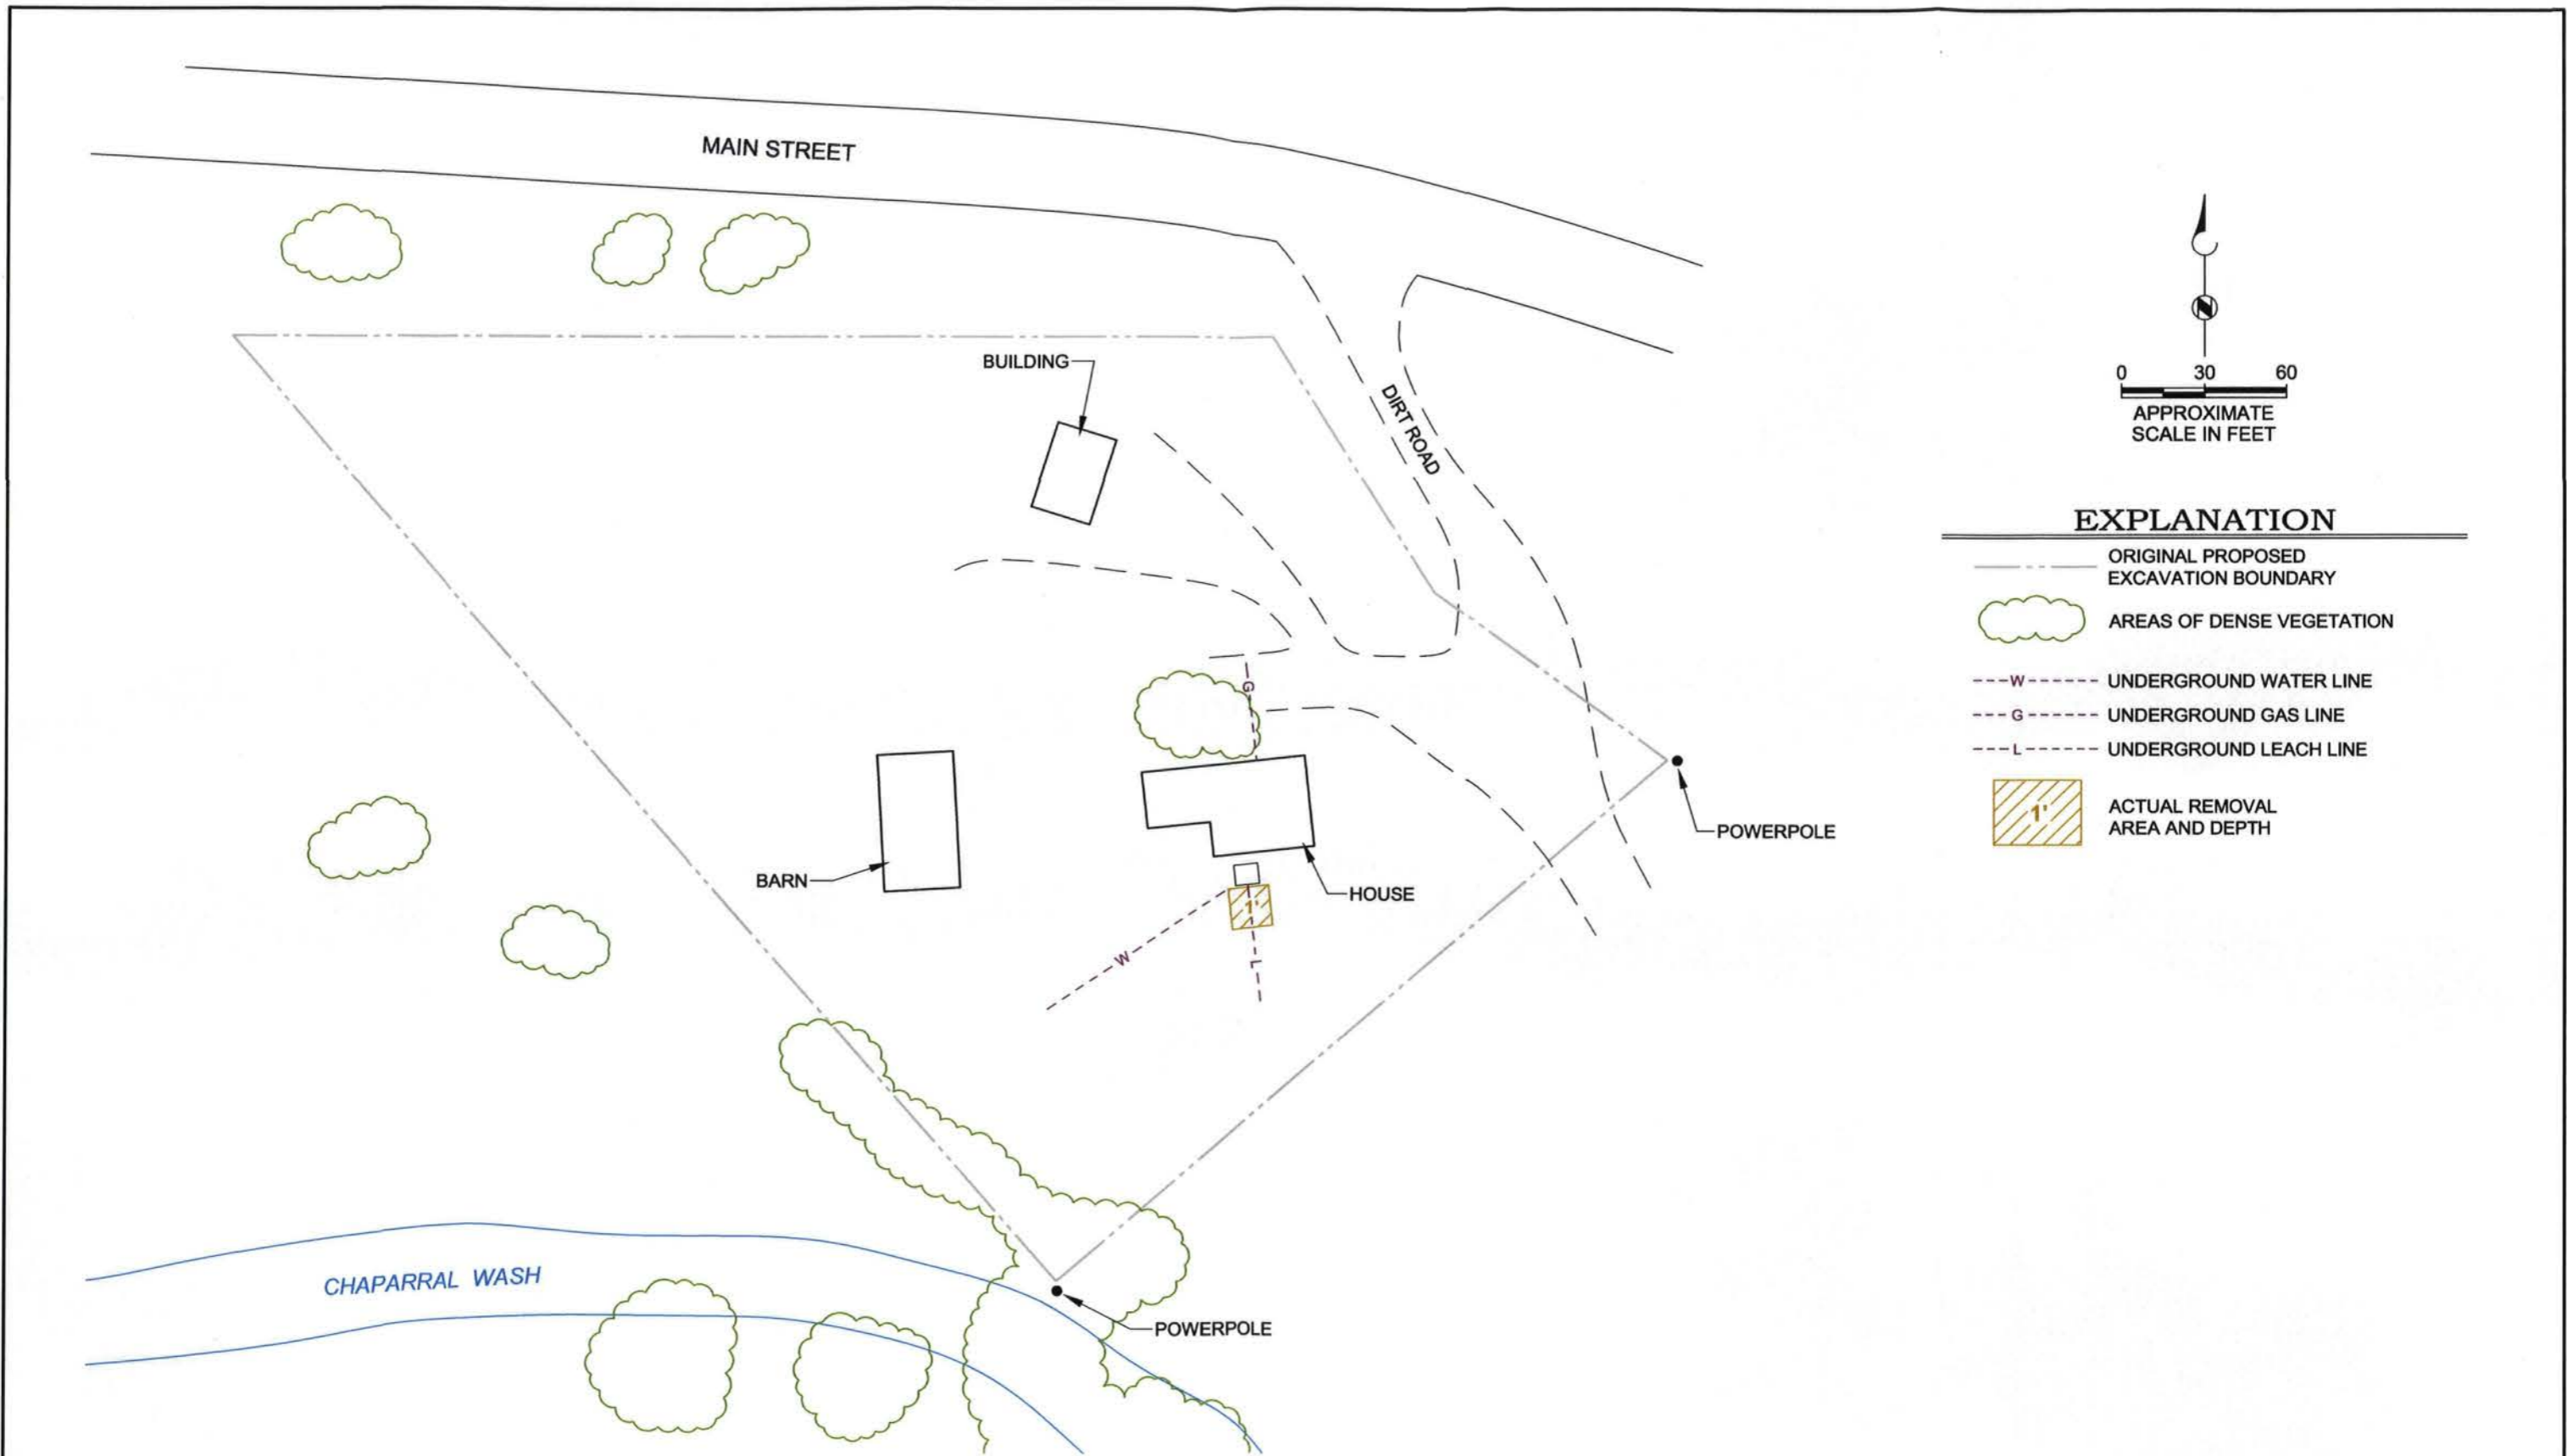 MAIN STREET
BUILDING
DIRT ROAD
0 30 60
APPROXIMATE
SCALE IN FEET
N
EXPLANATION
ORIGINAL PROPOSED
EXCAVATION BOUNDARY
AREAS OF DENSE VEGETATION
W UNDERGROUND WATER LINE
G UNDERGROUND GAS LINE
L UNDERGROUND LEACH LINE
1'
ACTUAL REMOVAL
AREA AND DEPTH
G
POWERPOLE
BARN
HOUSE
1'
W
L
CHAPARRAL WASH
POWERPOLE